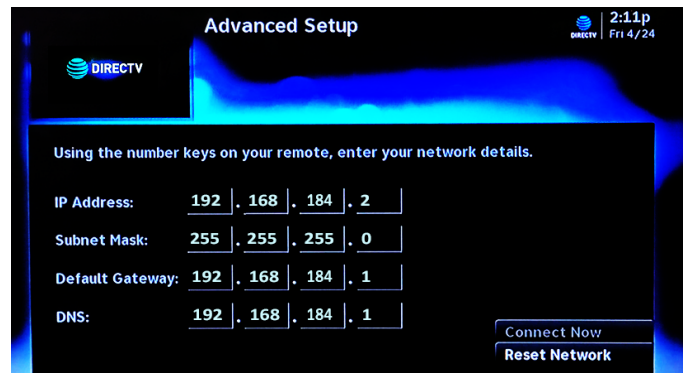 Advanced Setup
2:11p
DIRECTV
Fri 4/24
DIRECTV
Using the number keys on your remote, enter your network details.
IP Address: 192 . 168 . 184 . 2
Subnet Mask: 255 . 255 . 255 . 0
Default Gateway: 192 . 168 . 184 . 1
DNS: 192 . 168 . 184 . 1
Connect Now
Reset Network